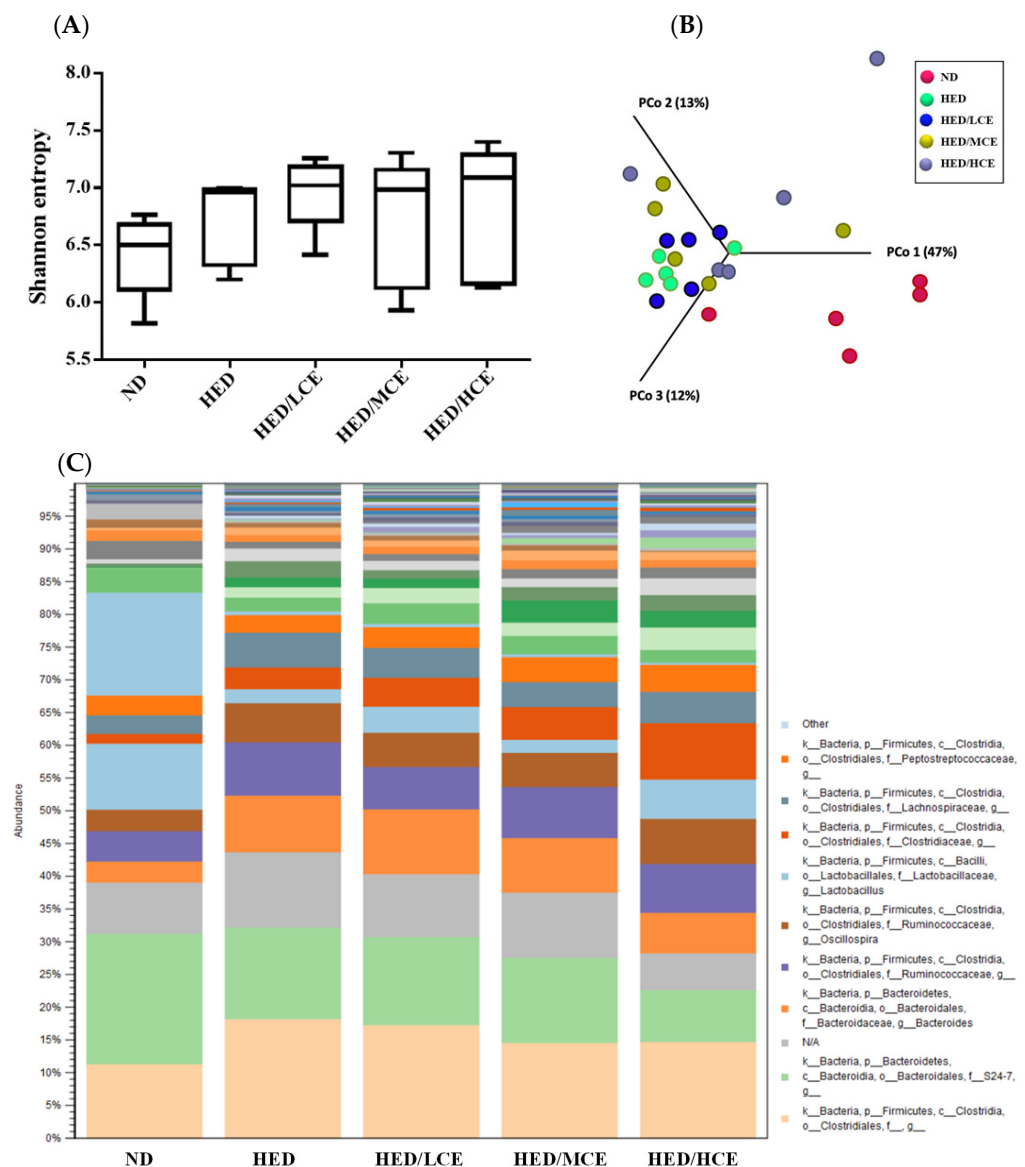 (A)
8.0
7.5
7.0
6.5
6.0
5.5
Shannon entropy
ND
HED
HED/LCE
HED/MCE
HED/HCE
(B)
PCo 2 (13%)
PCo 1 (47%)
PCo 3 (12%)
ND
HED
HED/LCE
HED/MCE
HED/HCE
(C)
95%
90%
85%
80%
75%
70%
65%
60%
55%
50%
45%
40%
35%
30%
25%
20%
15%
10%
5%
0%
Abundance
ND
HED
HED/LCE
HED/MCE
HED/HCE
Other
k__Bacteria, p__Firmicutes, c__Clostridia,
o__Clostridiales, f__Peptostreptococcaceae,
g__
k__Bacteria, p__Firmicutes, c__Clostridia,
o__Clostridiales, f__Lachnospiraceae, g__
k__Bacteria, p__Firmicutes, c__Clostridia,
o__Clostridiales, f__Clostridiaceae, g__
k__Bacteria, p__Firmicutes, c__Bacilli,
o__Lactobacillales, f__Lactobacillaceae,
g__Lactobacillus
k__Bacteria, p__Firmicutes, c__Clostridia,
o__Clostridiales, f__Ruminococcaceae,
g__Oscillospira
k__Bacteria, p__Firmicutes, c__Clostridia,
o__Clostridiales, f__Ruminococcaceae, g__
k__Bacteria, p__Bacteroidetes,
c__Bacteroidia, o__Bacteroidales,
f__Bacteroidaceae, g__Bacteroides
N/A
k__Bacteria, p__Bacteroidetes,
c__Bacteroidia, o__Bacteroidales, f__S24-7,
g__
k__Bacteria, p__Firmicutes, c__Clostridia,
o__Clostridiales, f__, g__